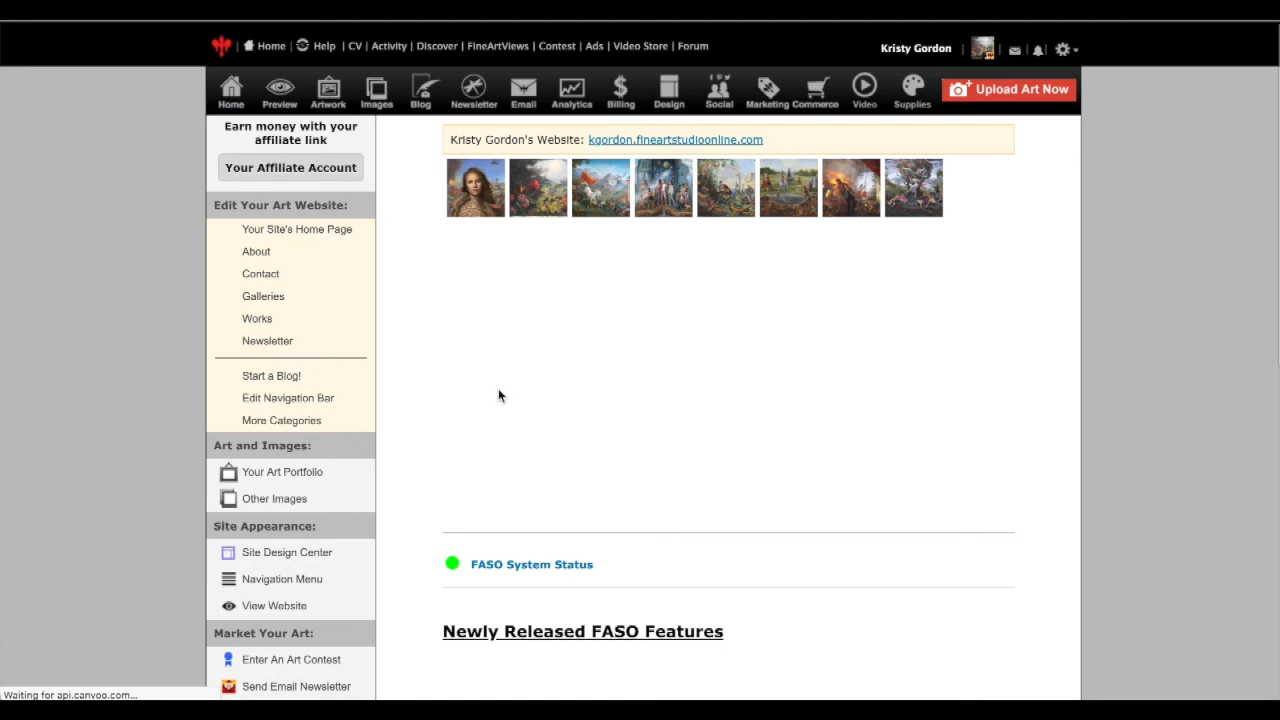 Home | Help | CV | Activity | Discover | FineArtViews | Contest | Ads | Video Store | Forum
Kristy Gordon
Home Preview Artwork Images Blog Newsletter Email Analytics Billing Design Social Marketing Commerce Video Supplies
Upload Art Now
Earn money with your
affiliate link
Your Affiliate Account
Edit Your Art Website:
Your Site's Home Page
About
Contact
Galleries
Works
Newsletter
Start a Blog!
Edit Navigation Bar
More Categories
Art and Images:
Your Art Portfolio
Other Images
Site Appearance:
Site Design Center
Navigation Menu
View Website
Market Your Art:
Enter An Art Contest
Send Email Newsletter
Kristy Gordon's Website: kgordon.fineartstudioonline.com
FASO System Status
Newly Released FASO Features
Waiting for api.canvoo.com...